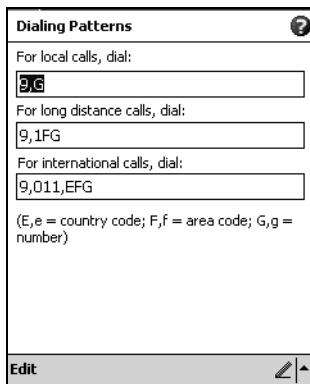 Dialing Patterns
For local calls, dial:
9,G
For long distance calls, dial:
9,1FG
For international calls, dial:
9,011,EFG
(E,e = country code; F,f = area code; G,g =
number)
Edit